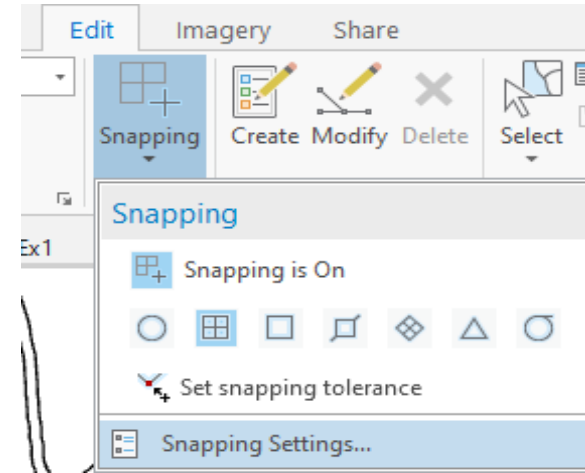 Edit Imagery Share
Snapping Create Modify Delete Select
Snapping
Ex1
Snapping is On
Set snapping tolerance
Snapping Settings...